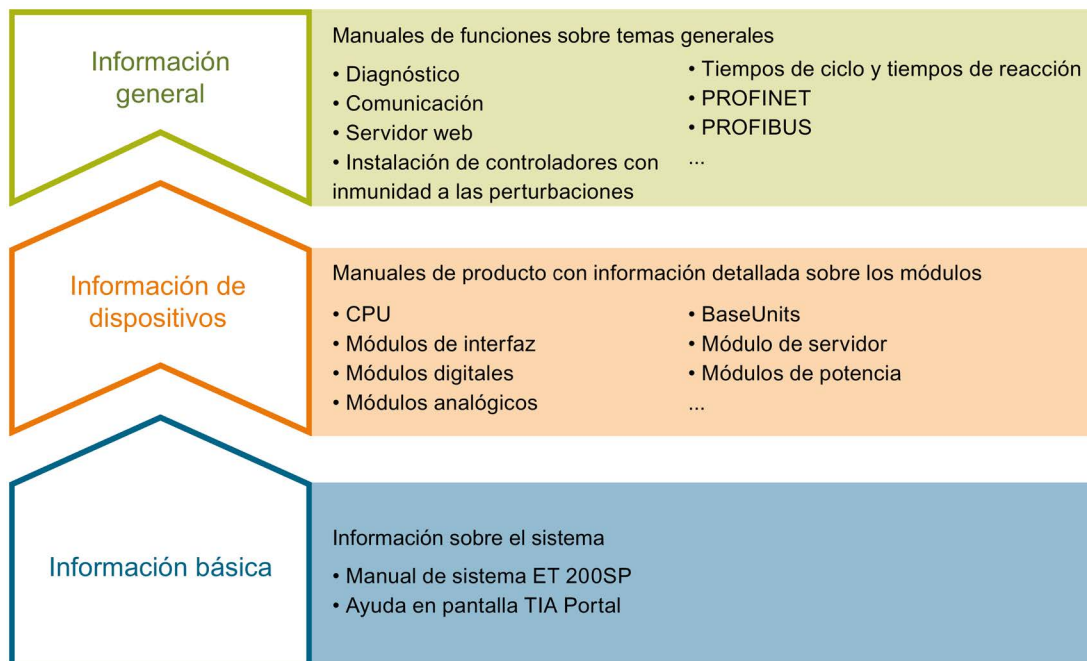 Información
general
Manuales de funciones sobre temas generales
• Diagnóstico
• Comunicación
• Servidor web
• Instalación de controladores con
inmunidad a las perturbaciones
• Tiempos de ciclo y tiempos de reacción
• PROFINET
• PROFIBUS
...
Información de
dispositivos
Manuales de producto con información detallada sobre los módulos
• CPU
• Módulos de interfaz
• Módulos digitales
• Módulos analógicos
• BaseUnits
• Módulo de servidor
• Módulos de potencia
...
Información básica
Información sobre el sistema
• Manual de sistema ET 200SP
• Ayuda en pantalla TIA Portal